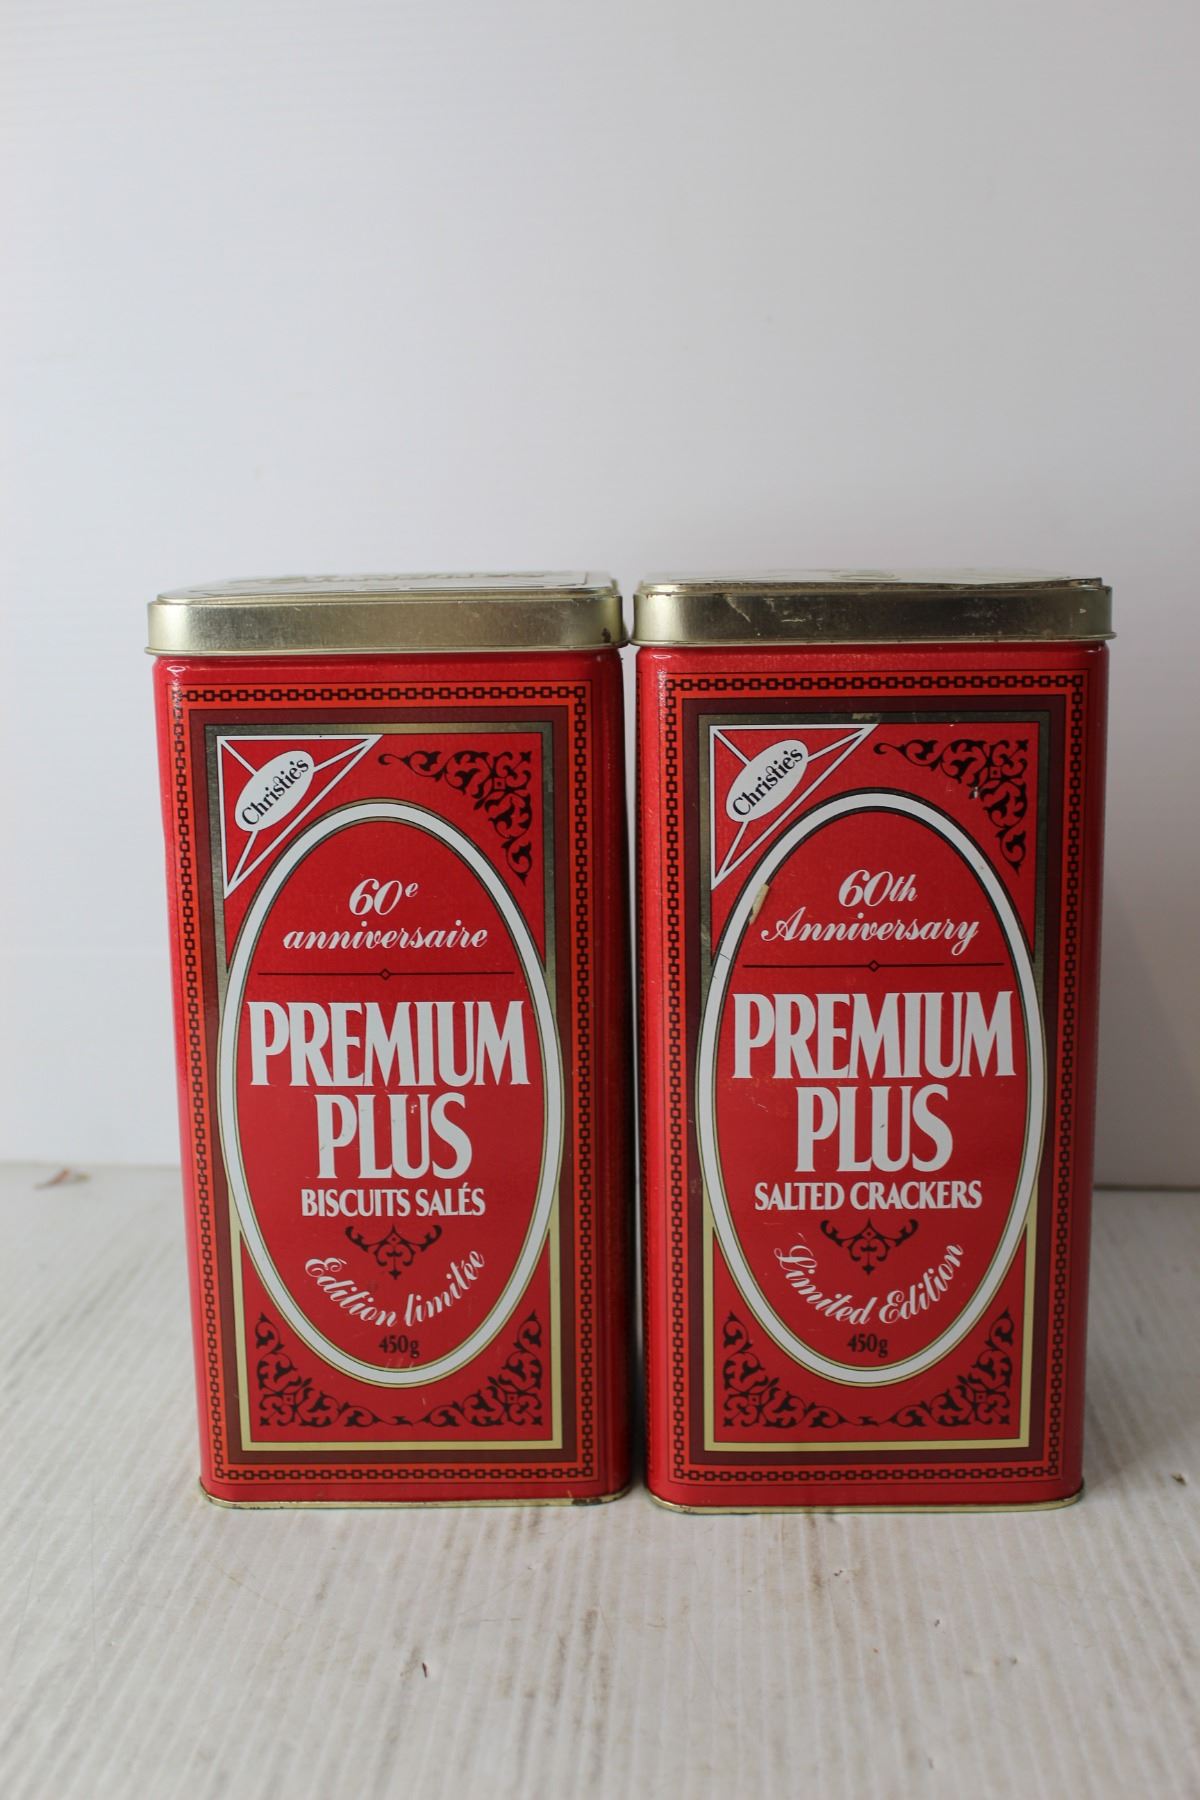 Christie's
60e
anniversaire
PREMIUM
PLUS
BISCUITS SALÉS
Édition limitée
450g
Christie's
60th
Anniversary
PREMIUM
PLUS
SALTED CRACKERS
Limited Edition
450g